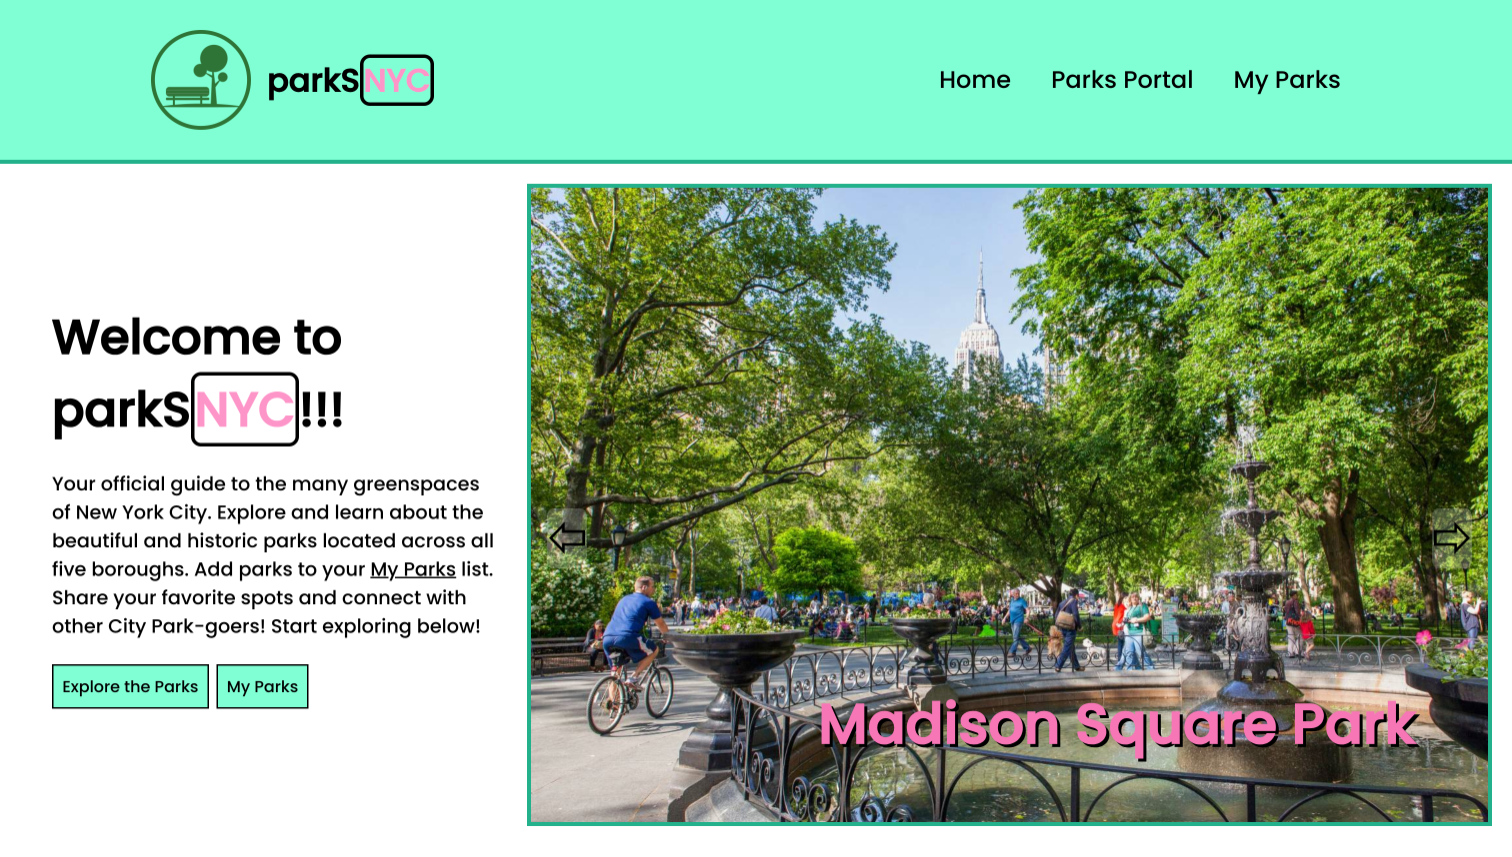 parkSNYC
Home
Parks Portal
My Parks
Welcome to
parkSNYC!!!
Your official guide to the many greenspaces
of New York City. Explore and learn about the
beautiful and historic parks located across all
five boroughs. Add parks to your My Parks list.
Share your favorite spots and connect with
other City Park-goers! Start exploring below!
Explore the Parks
My Parks
Madison Square Park